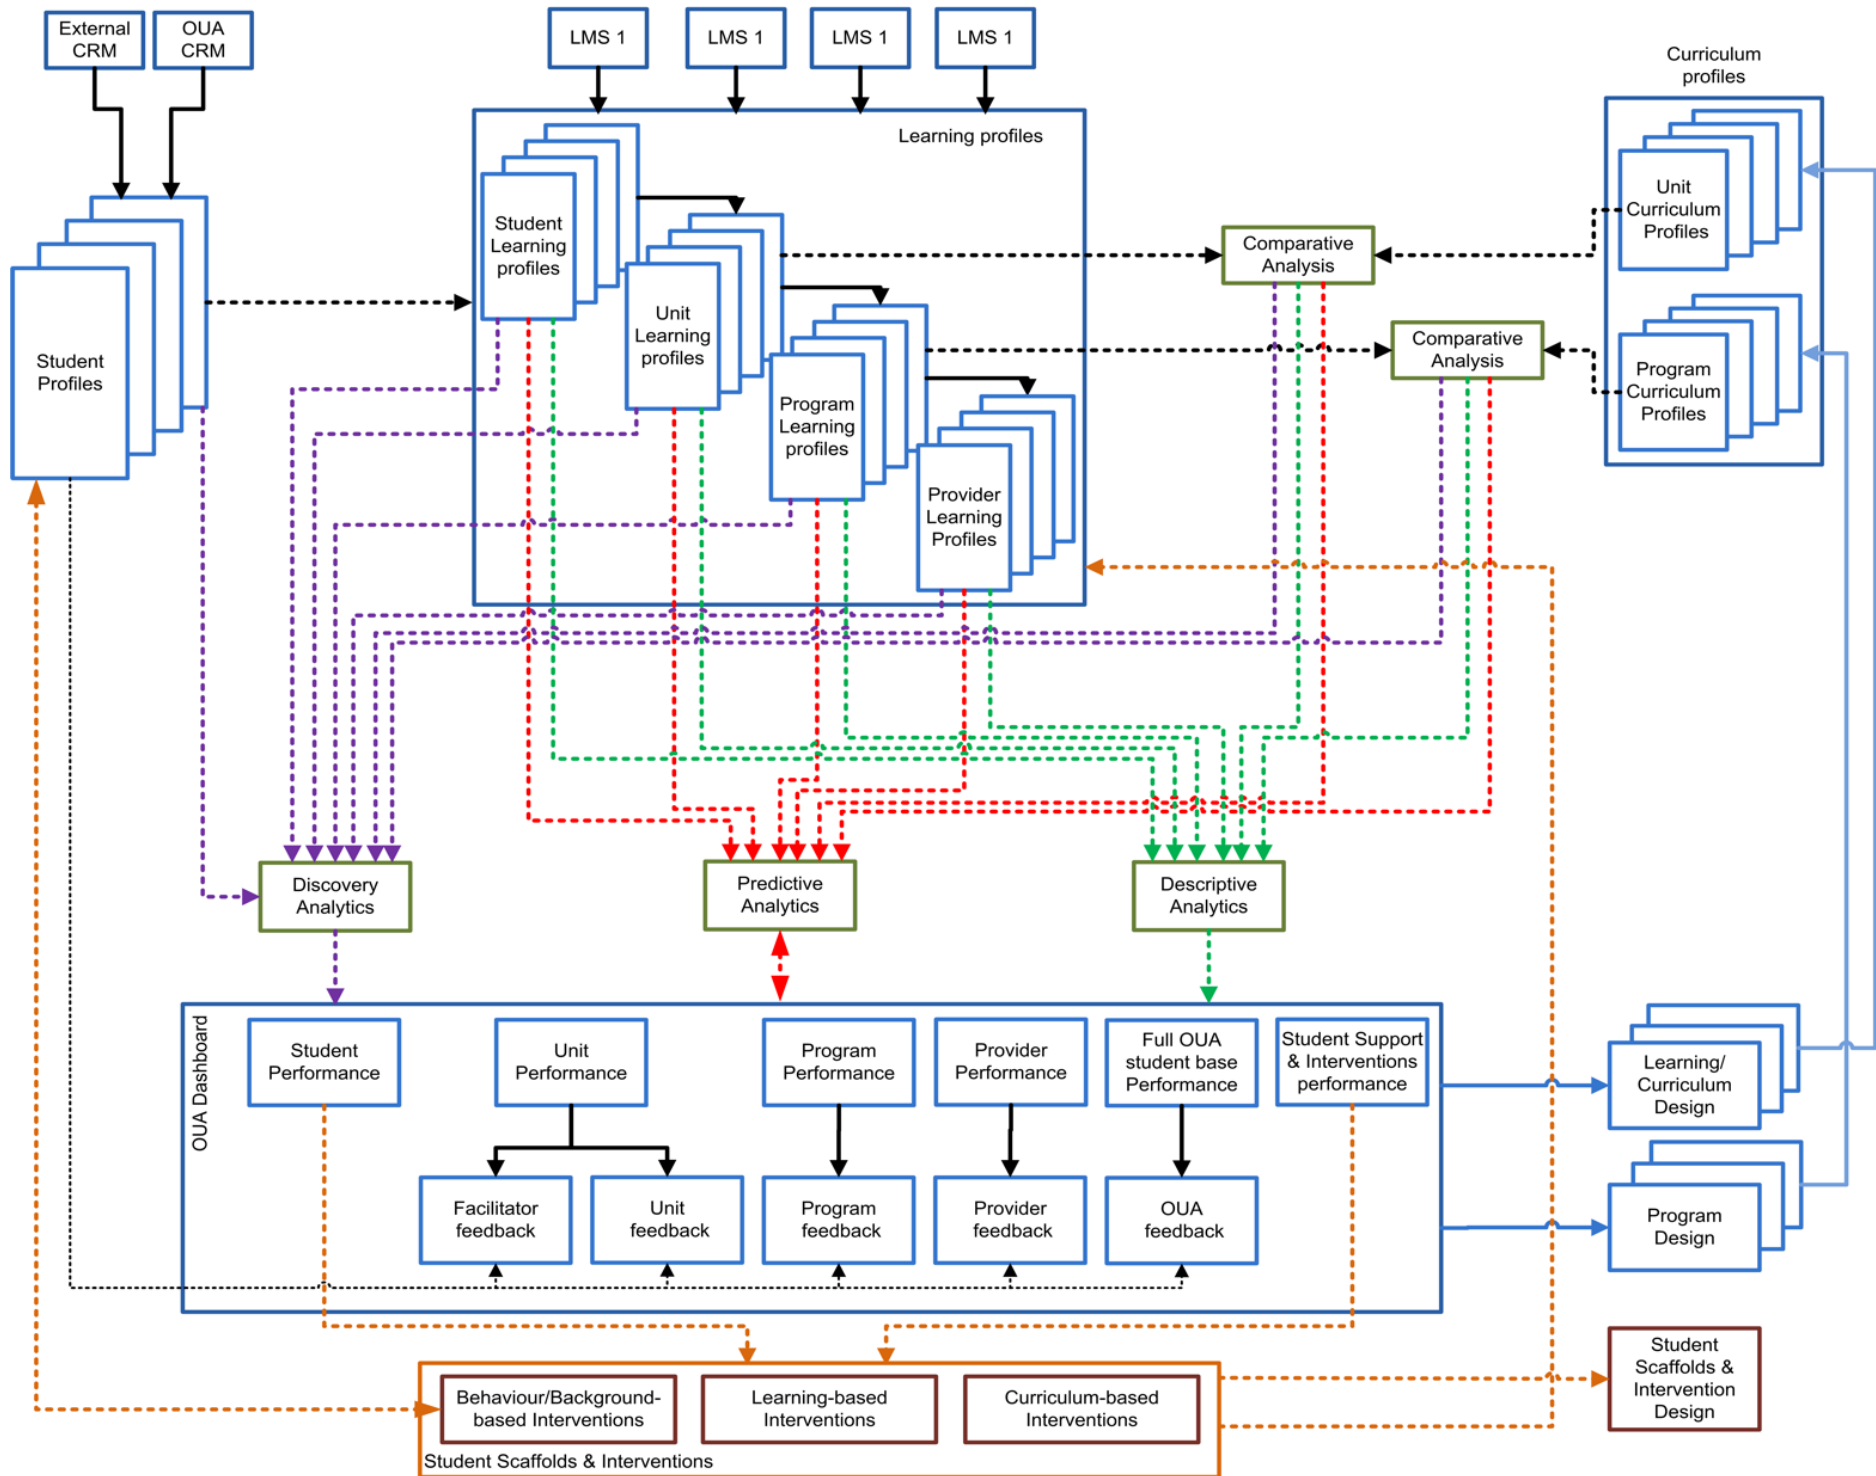 External
CRM
OUA
CRM
LMS 1
LMS 1
LMS 1
LMS 1
Curriculum
profiles
Learning profiles
Student
Learning
profiles
Unit
Curriculum
Profiles
Comparative
Analysis
Unit
Learning
profiles
Comparative
Analysis
Student
Profiles
Program
Curriculum
Profiles
Program
Learning
profiles
Provider
Learning
Profiles
Discovery
Analytics
Predictive
Analytics
Descriptive
Analytics
OUA Dashboard
Student
Performance
Unit
Performance
Program
Performance
Provider
Performance
Full OUA
student base
Performance
Student Support
& Interventions
performance
Learning/
Curriculum
Design
Facilitator
feedback
Unit
feedback
Program
feedback
Provider
feedback
OUA
feedback
Program
Design
Student
Scaffolds &
Intervention
Design
Behaviour/Background-
based Interventions
Learning-based
Interventions
Curriculum-based
Interventions
Student Scaffolds & Interventions